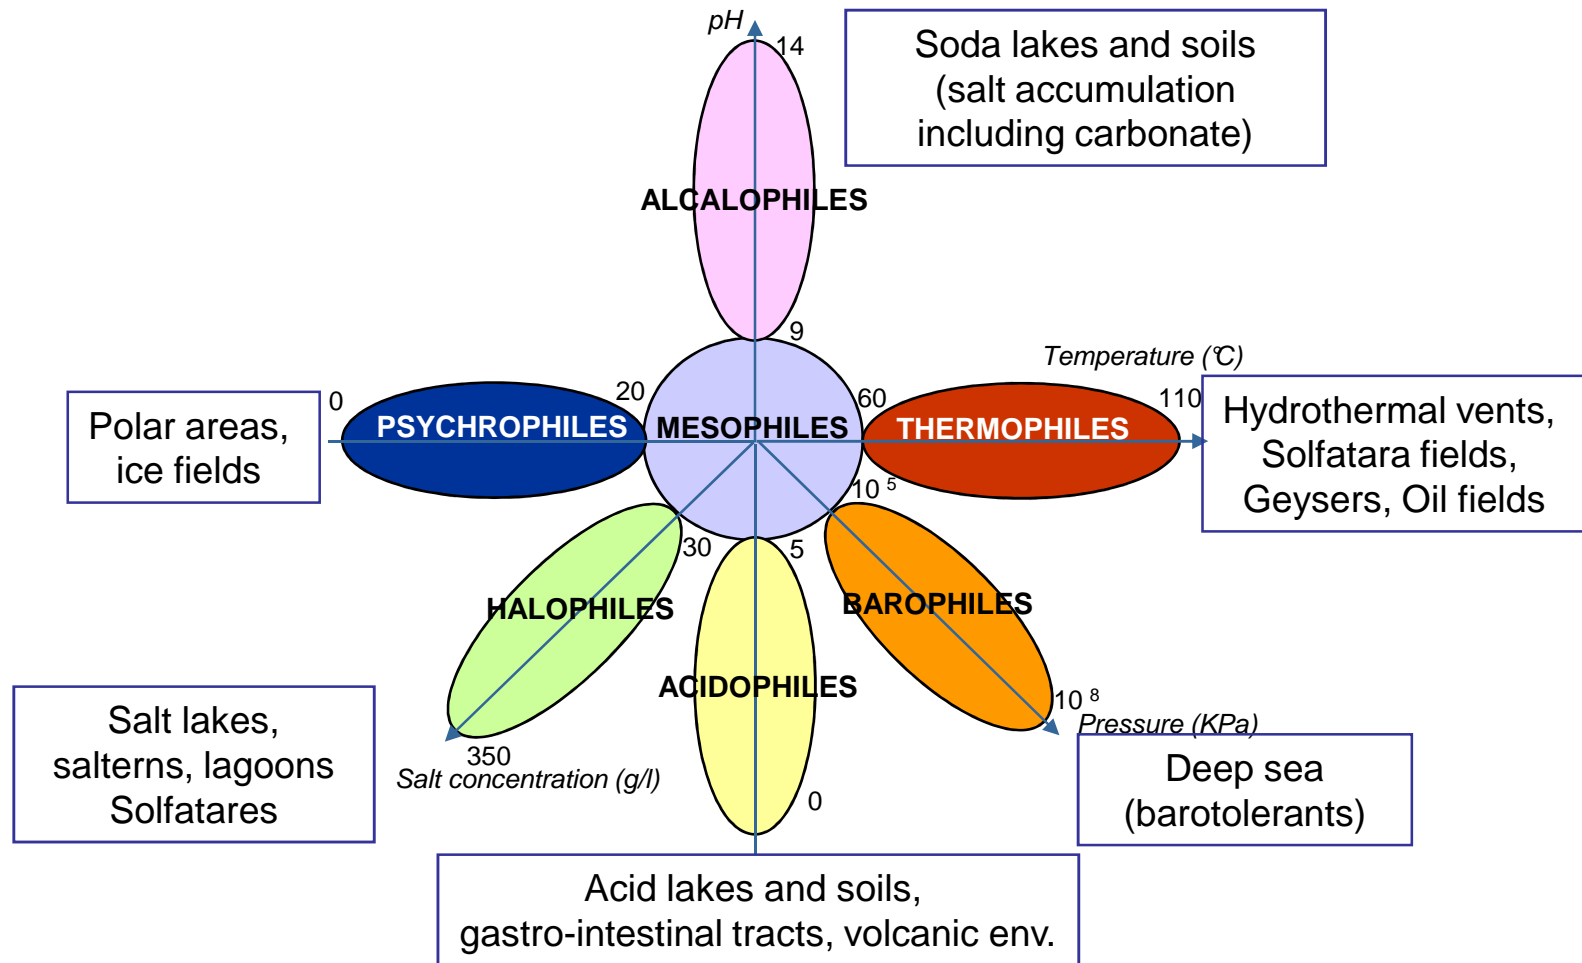 pH
14
Soda lakes and soils
(salt accumulation
including carbonate)
ALCALOPHILES
9
Temperature (°C)
0
20
60
110
Polar areas,
ice fields
PSYCHROPHILES
MESOPHILES
THERMOPHILES
Hydrothermal vents,
Solfatara fields,
Geysers, Oil fields
10 5
30
5
HALOPHILES
BAROPHILES
ACIDOPHILES
10 8
Pressure (KPa)
Salt lakes,
salterns, lagoons
Solfatares
350
Salt concentration (g/l)
0
Deep sea
(barotolerants)
Acid lakes and soils,
gastro-intestinal tracts, volcanic env.